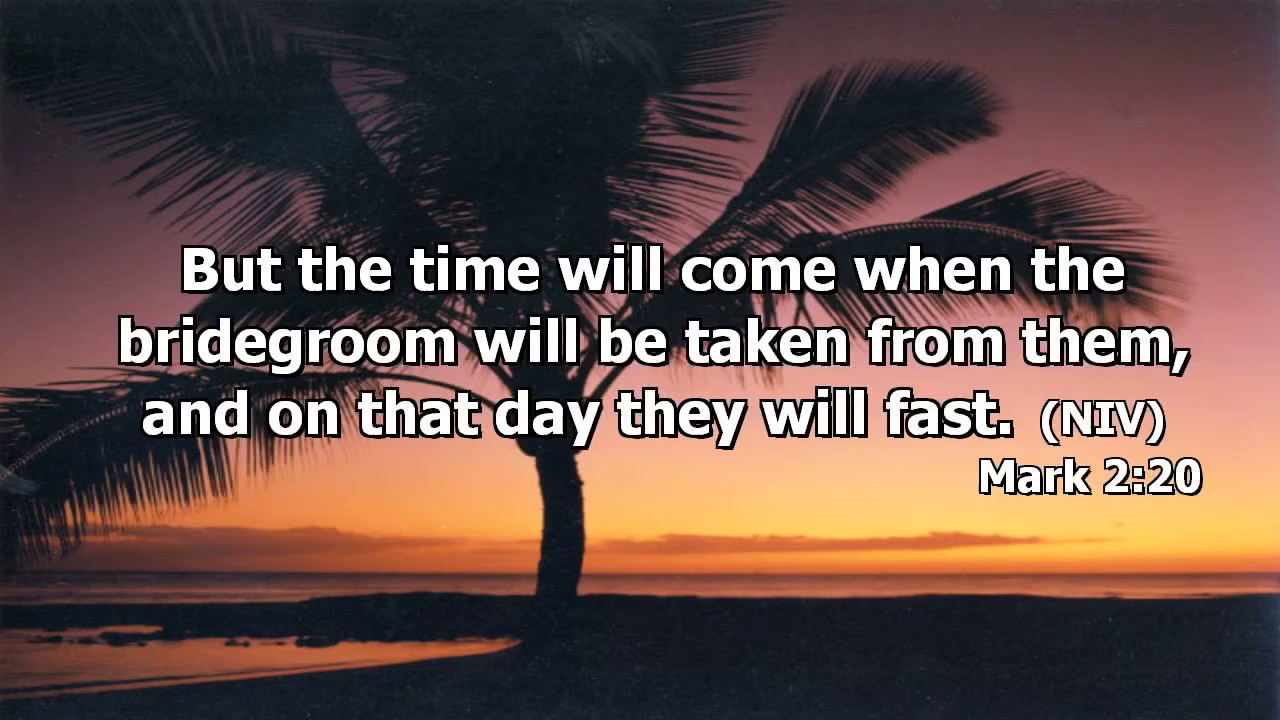 But the time will come when the
bridegroom will be taken from them,
and on that day they will fast. (NIV)
Mark 2:20